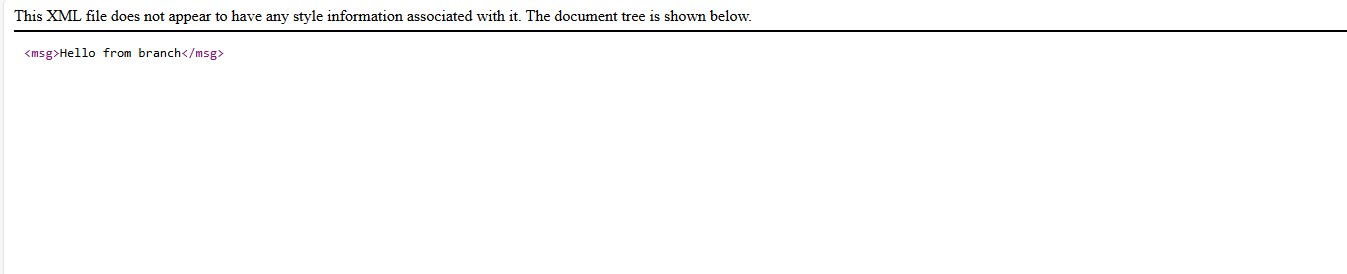 This XML file does not appear to have any style information associated with it. The document tree is shown below.
<msg>Hello from branch</msg>